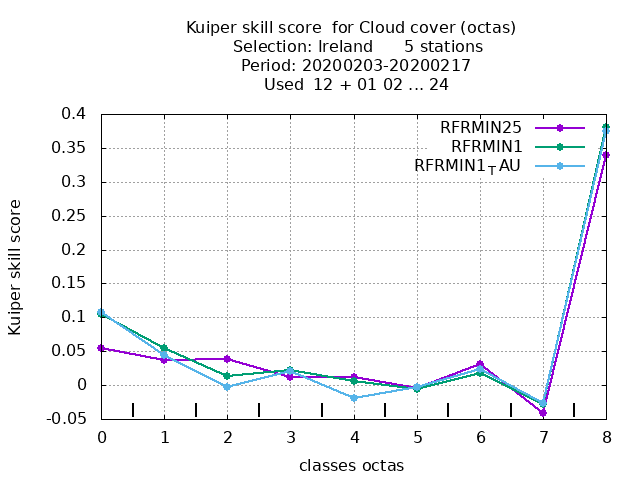 Kuiper skill score  for Cloud cover (octas)
Selection: Ireland      5 stations
Period: 20200203-20200217
Used  12 + 01 02 ... 24
RFRMIN25
RFRMIN1
RFRMIN1TAU
0.4
0.35
0.3
0.25
0.2
0.15
0.1
0.05
0
-0.05
Kuiper skill score
0 1 2 3 4 5 6 7 8
classes octas